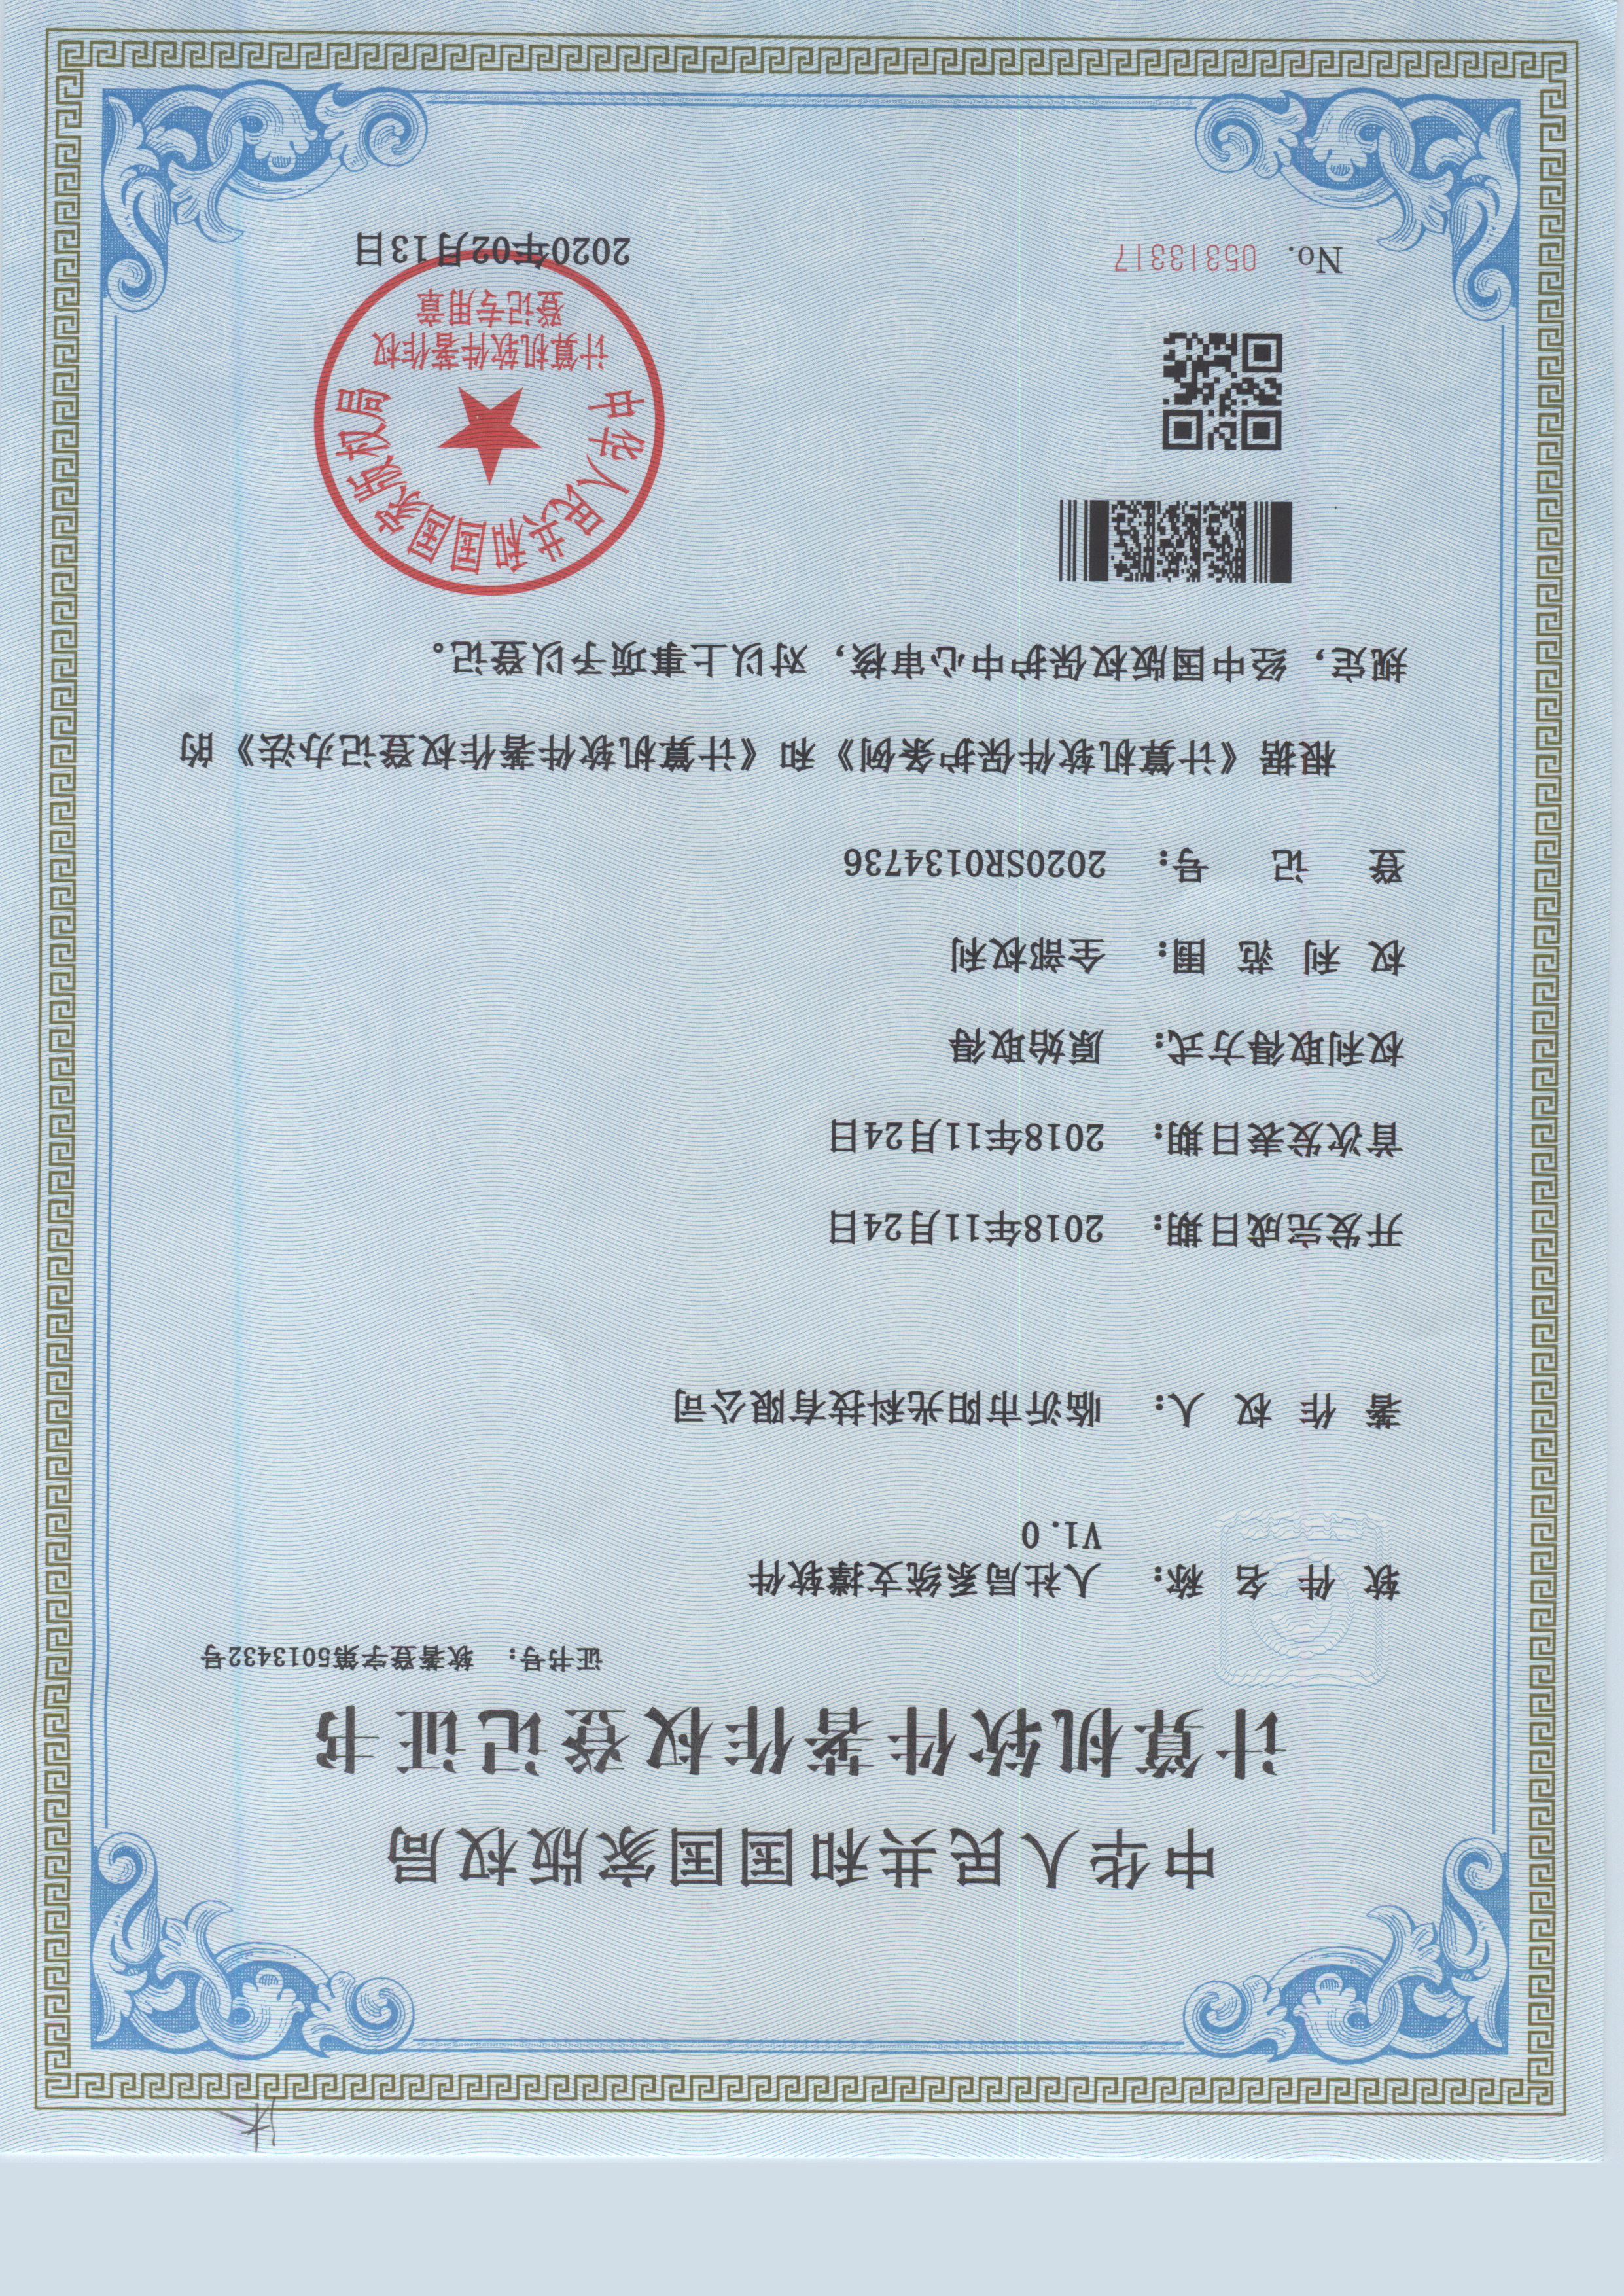 中华人民共和国国家版权局
计算机软件著作权登记证书
证书号： 软著登字第5013432号
软件名称： 人社局系统支撑软件
V1.0
著作权人： 临沂市阳光科技有限公司
开发完成日期： 2018年11月24日
首次发表日期： 2018年11月24日
权利取得方式： 原始取得
权利范围： 全部权利
登记号： 2020SR0134736
根据《计算机软件保护条例》和《计算机软件著作权登记办法》的
规定，经中国版权保护中心审核，对以上事项予以登记。
中华人民共和国国家版权局
计算机软件著作权
登记专用章
No. 05313317
2020年02月13日